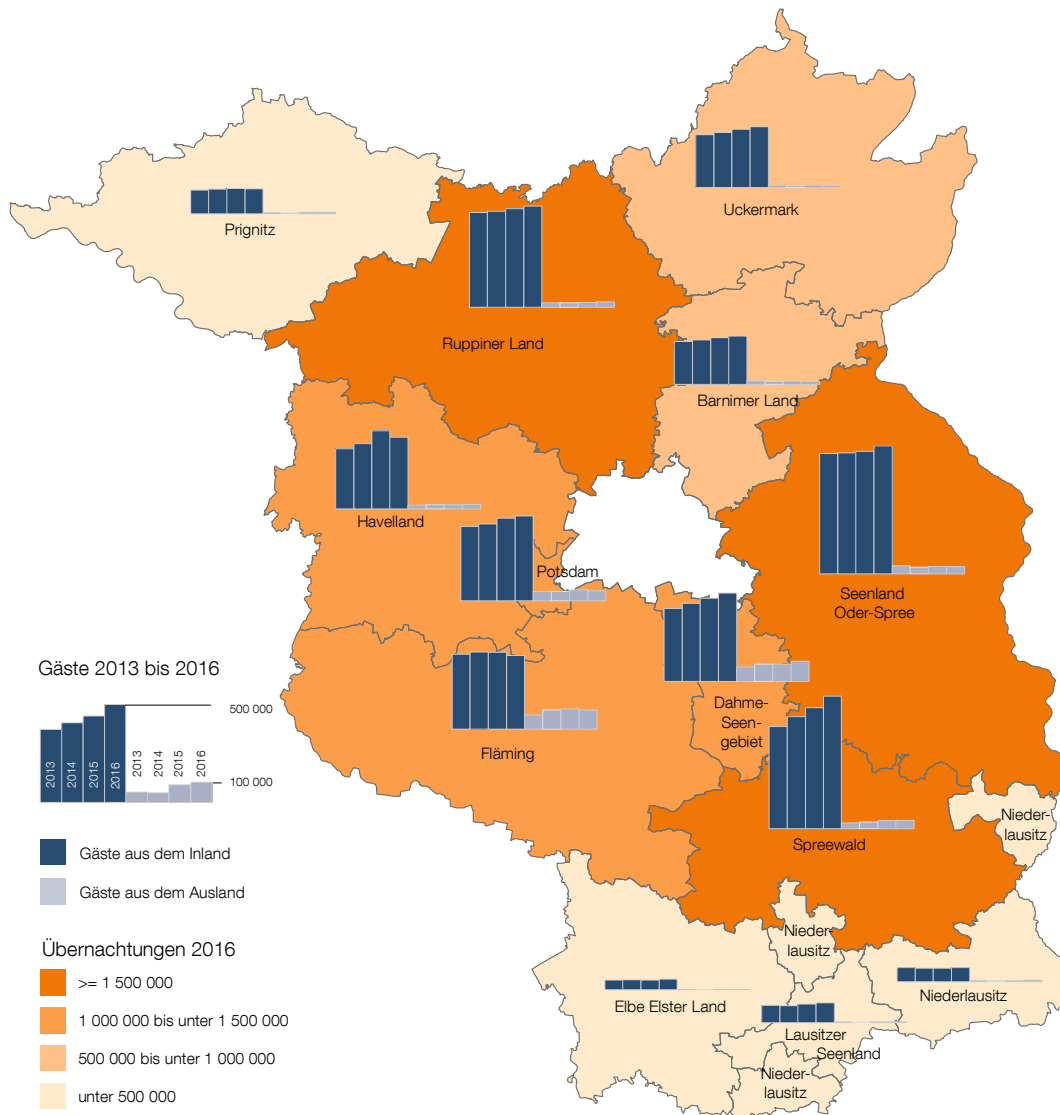 Uckermark
Prignitz
Ruppiner Land
Barnimer Land
Havelland
Potsdam
Seenland
Oder-Spree
Gäste 2013 bis 2016
500 000
2013
2014
2015
2016
2013
2014
2015
2016
100 000
Dahme-
Seen-
gebiet
Fläming
Nieder-
lausitz
Spreewald
Gäste aus dem Inland
Gäste aus dem Ausland
Nieder-
lausitz
Übernachtungen 2016
>= 1 500 000
1 000 000 bis unter 1 500 000
500 000 bis unter 1 000 000
unter 500 000
Elbe Elster Land
Niederlausitz
Lausitzer
Seenland
Nieder-
lausitz